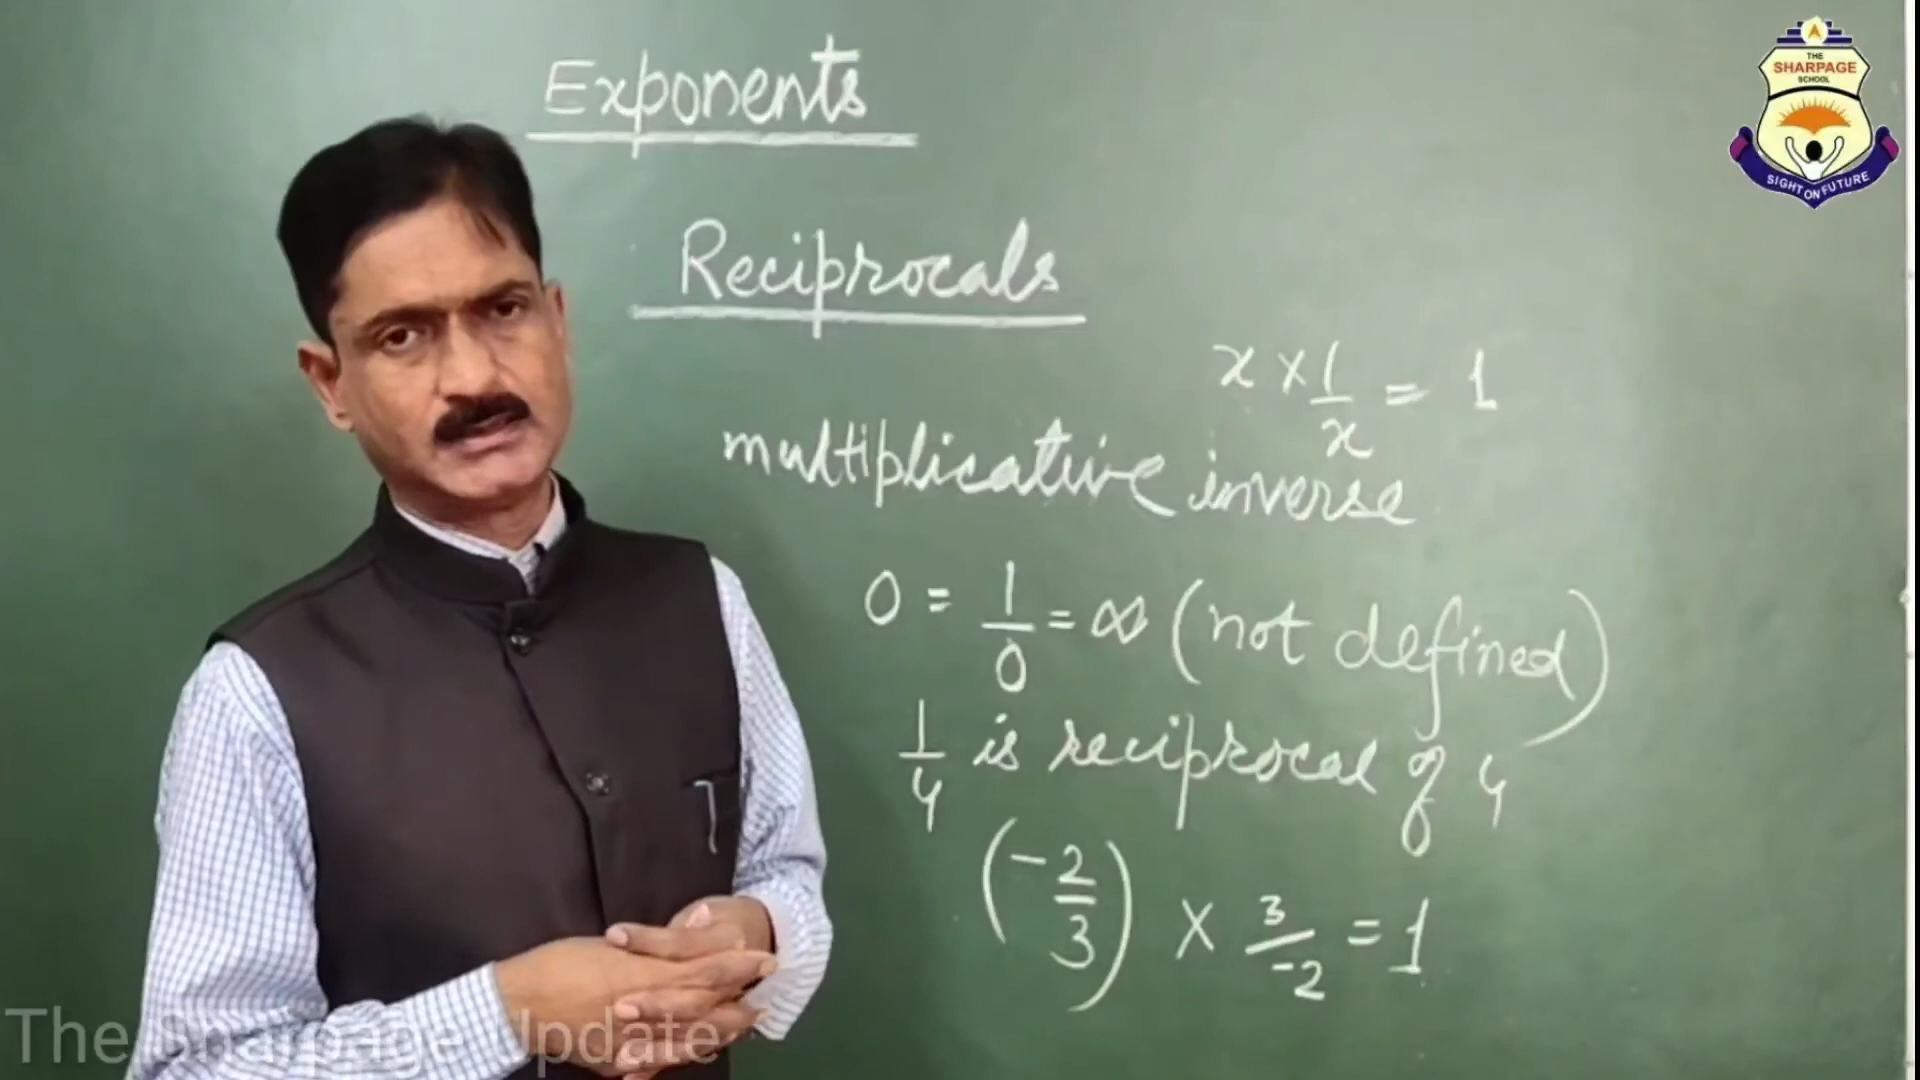 Exponents
Reciprocals
x × 1/x = 1
multiplicative inverse
0 = 1/0 = ∞ (not defined)
1/4 is reciprocal of 4
(-2/3) × 3/-2 = 1
THE
SHARPAGE
SCHOOL
SIGHT ON FUTURE
The Sharpage Update